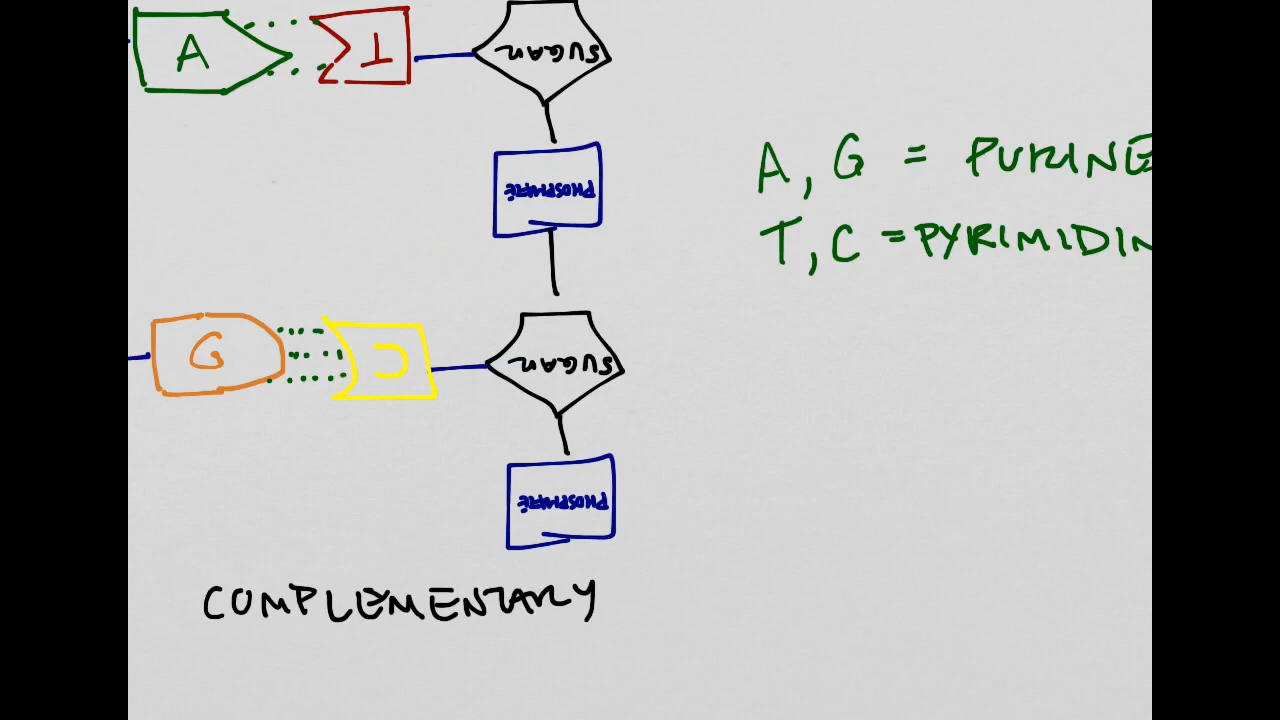 A T SUGAR
PHOSPHATE
A, G = PURINE
T, C = PYRIMIDIN
G C SUGAR
PHOSPHATE
COMPLEMENTARY